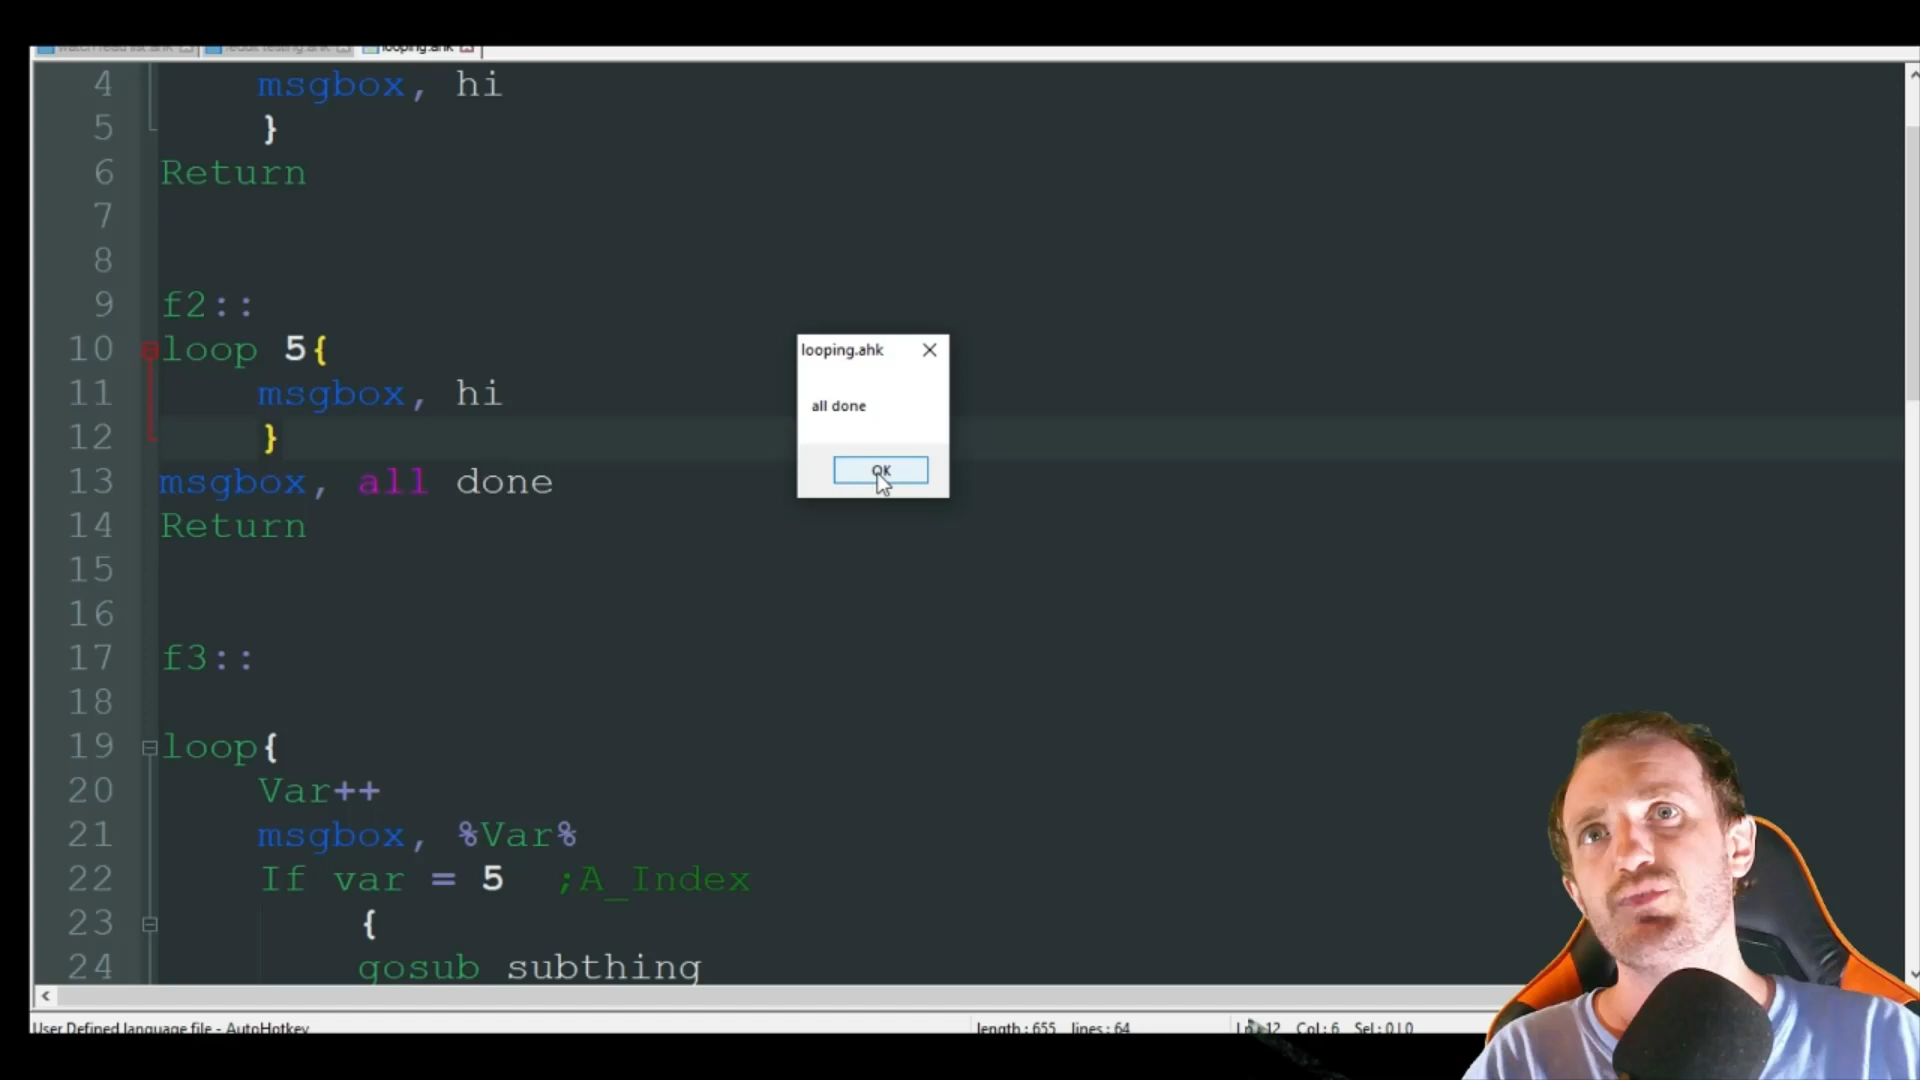 looping.ahk
4 msgbox, hi
5 }
6 Return
7
8
9 f2::
10 loop 5{
11 msgbox, hi
12 }
13 msgbox, all done
14 Return
15
16
17 f3::
18
19 loop{
20 Var++
21 msgbox, %Var%
22 If var = 5 ;A_Index
23 {
24 gosub subthing
looping.ahk
all done
OK
User Defined language file - AutoHotkey
length : 655 lines : 64
Col : 6 Sel : 0 | 0